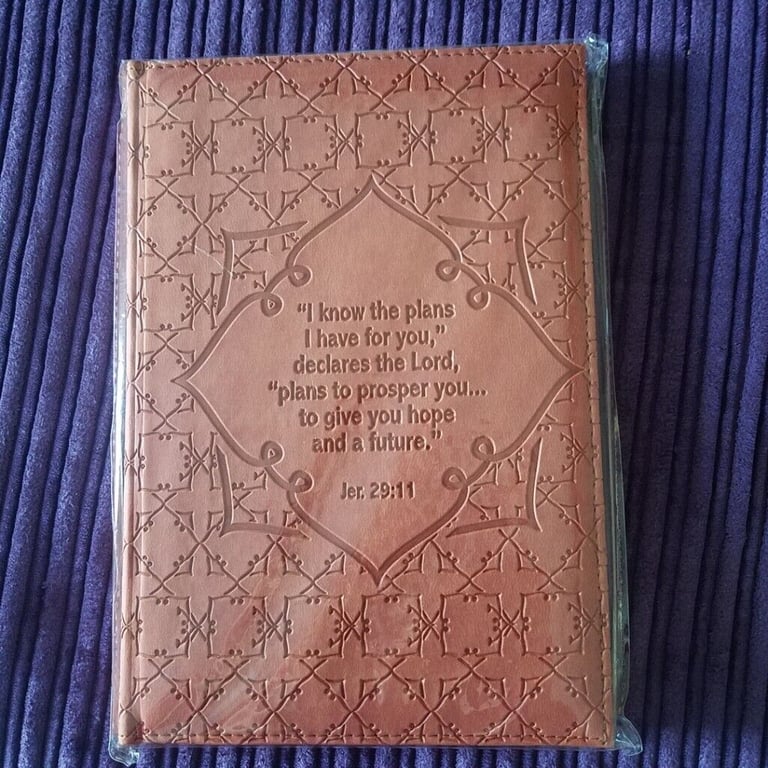 “I know the plans
I have for you,”
declares the Lord,
“plans to prosper you...
to give you hope
and a future.”
Jer. 29:11